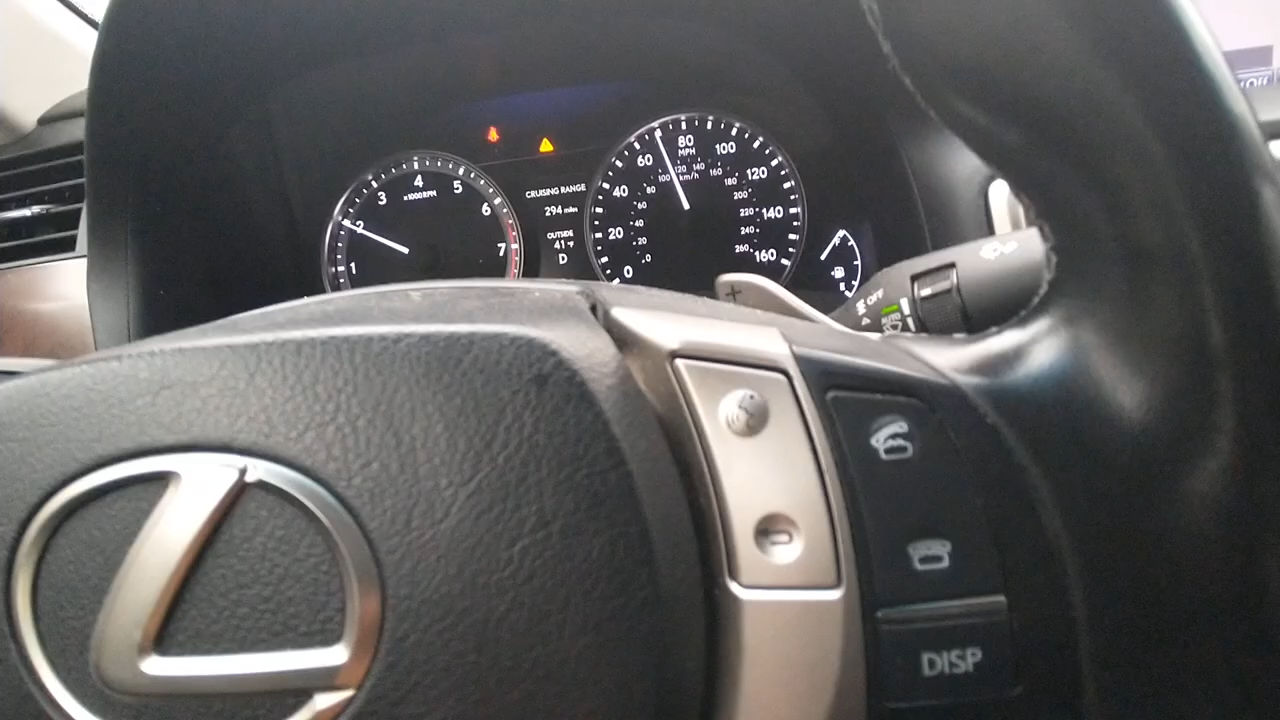 1
2
3
4
5
6
7
x1000RPM
CRUISING RANGE
294 miles
OUTSIDE
41°F
D
0
20
40
60
80
100
120
140
160
MPH
0
20
40
60
80
100
120
140
160
180
200
220
240
260
km/h
E
+
OFF
AUTO
OFF
DISP